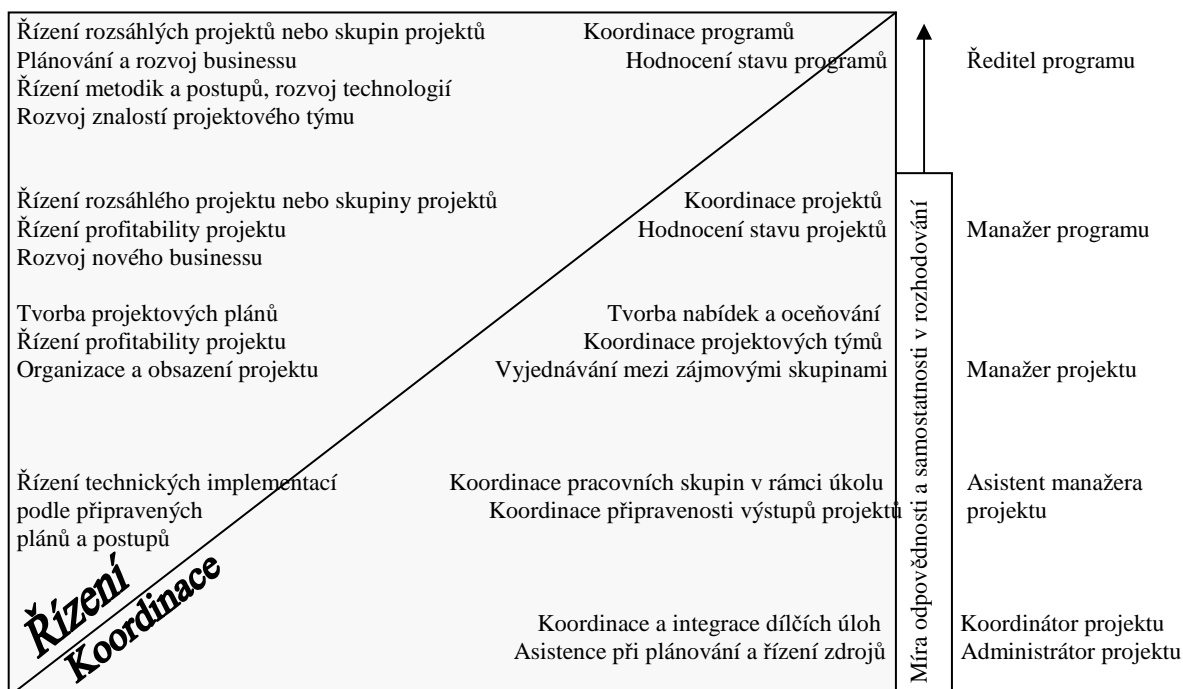 Řízení rozsáhlých projektů nebo skupin projektů
Plánování a rozvoj businessu
Řízení metodik a postupů, rozvoj technologií
Rozvoj znalostí projektového týmu
Koordinace programů
Hodnocení stavu programů
Ředitel programu
Řízení rozsáhlého projektu nebo skupiny projektů
Řízení profitability projektu
Rozvoj nového businessu
Koordinace projektů
Hodnocení stavu projektů
Manažer programu
Tvorba projektových plánů
Řízení profitability projektu
Organizace a obsazení projektu
Tvorba nabídek a oceňování
Koordinace projektových týmů
Vyjednávání mezi zájmovými skupinami
Manažer projektu
Řízení technických implementací
podle připravených
plánů a postupů
Koordinace pracovních skupin v rámci úkolu
Koordinace připravenosti výstupů projektů
Asistent manažera
projektu
Řízení
Koordinace
Koordinace a integrace dílčích úloh
Asistence při plánování a řízení zdrojů
Koordinátor projektu
Administrátor projektu
Míra odpovědnosti a samostatnosti v rozhodování